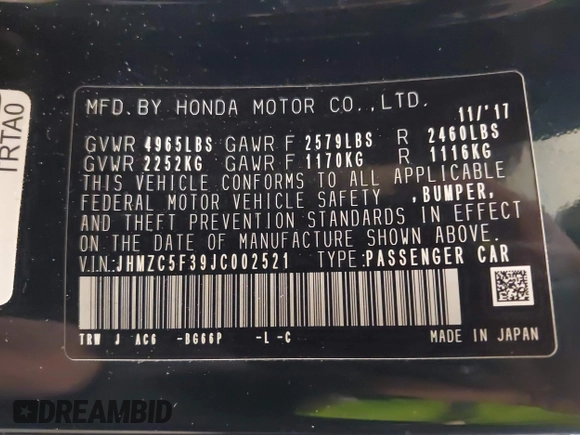 MFD.BY HONDA MOTOR CO.,LTD. 11/'17
GVWR 4965LBS GAWR F 2579LBS R 2460LBS
GVWR 2252KG GAWR F 1170KG R 1116KG
THIS VEHICLE CONFORMS TO ALL APPLICABLE
FEDERAL MOTOR VEHICLE SAFETY ,BUMPER,
AND THEFT PREVENTION STANDARDS IN EFFECT
ON THE DATE OF MANUFACTURE SHOWN ABOVE.
V.I.N:JHMZC5F39JC002521 TYPE:PASSENGER CAR
TRW J AC6 -BG66P -L -C MADE IN JAPAN
IRTA0
DREAMBID